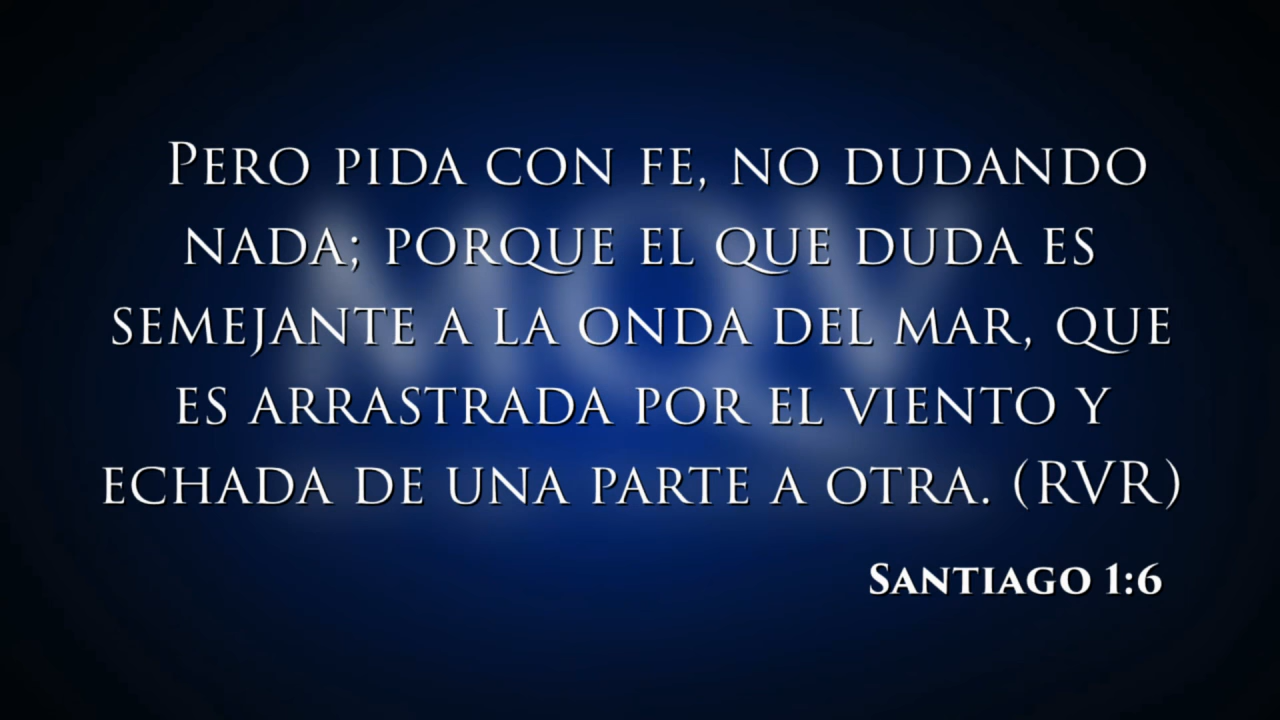 Pero pida con fe, no dudando
nada; porque el que duda es
semejante a la onda del mar, que
es arrastrada por el viento y
echada de una parte a otra. (RVR)
Santiago 1:6